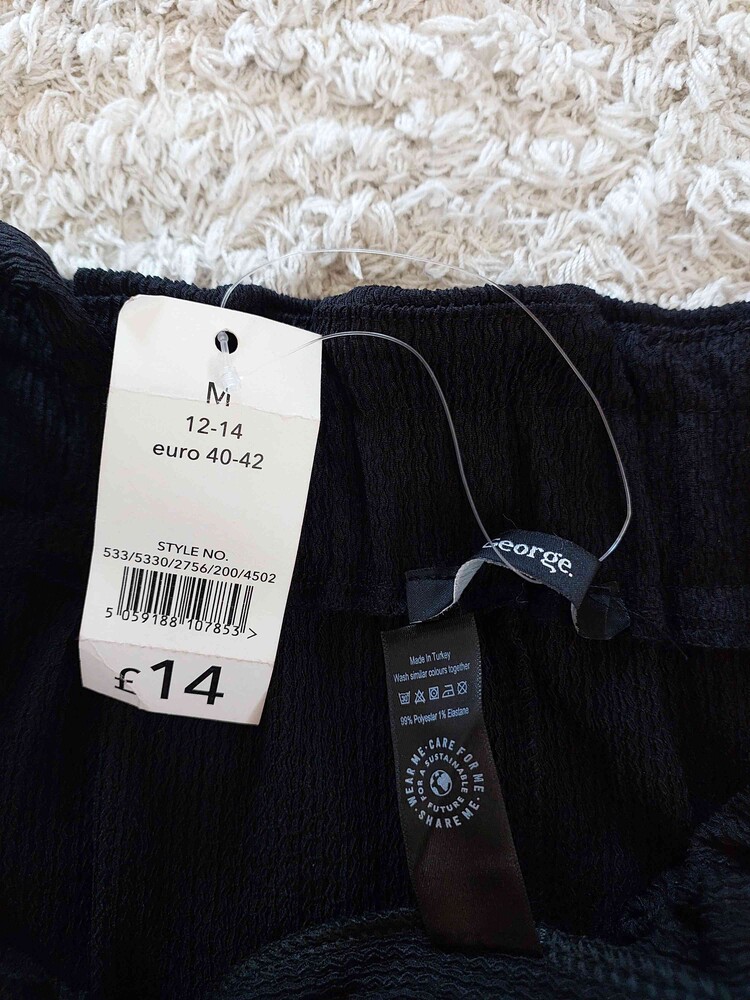 M
12-14
euro 40-42
STYLE NO.
533/5330/2756/200/4502
5 059188 107853 >
£14
George.
Made In Turkey
Wash similar colours together
99% Polyester 1% Elastane
WEAR ME · CARE FOR ME · SHARE ME ·
FOR A SUSTAINABLE FUTURE